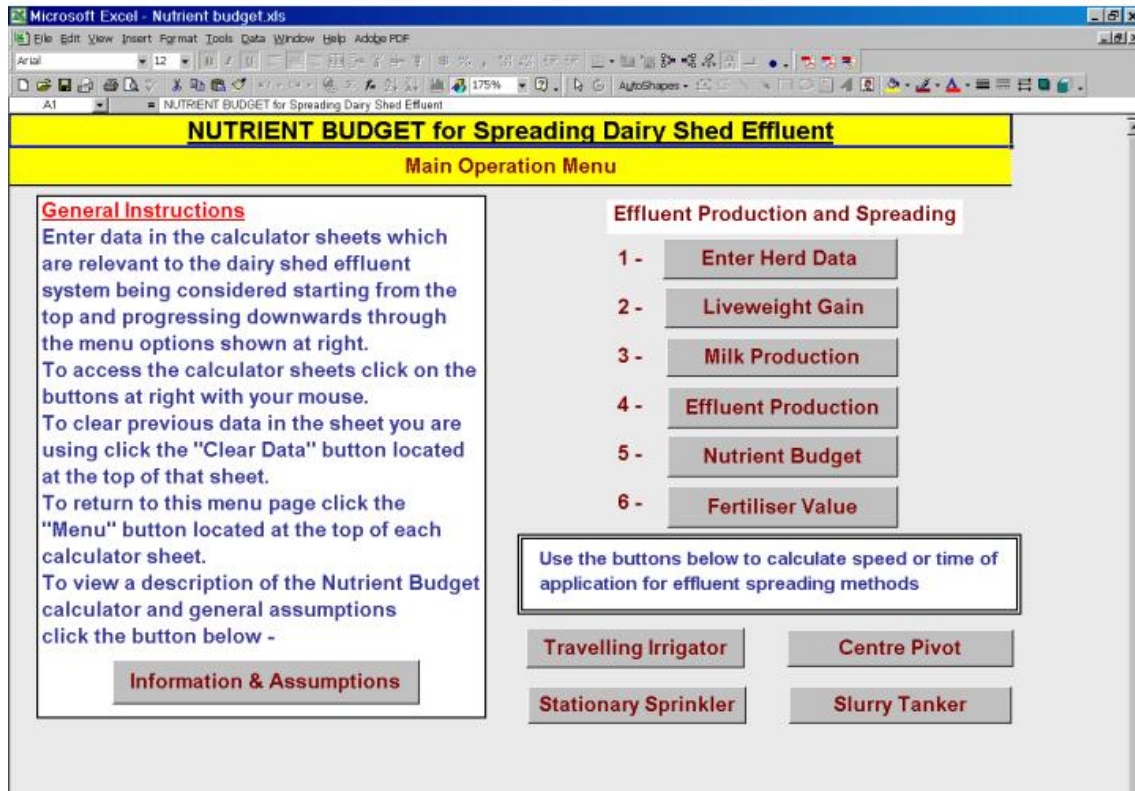 Microsoft Excel - Nutrient budget.xls
File Edit View Insert Format Tools Data Window Help Adobe PDF
Arial 12
175% AutoShapes
A1 = NUTRIENT BUDGET for Spreading Dairy Shed Effluent
NUTRIENT BUDGET for Spreading Dairy Shed Effluent
Main Operation Menu
General Instructions
Enter data in the calculator sheets which
are relevant to the dairy shed effluent
system being considered starting from the
top and progressing downwards through
the menu options shown at right.
To access the calculator sheets click on the
buttons at right with your mouse.
To clear previous data in the sheet you are
using click the "Clear Data" button located
at the top of that sheet.
To return to this menu page click the
"Menu" button located at the top of each
calculator sheet.
To view a description of the Nutrient Budget
calculator and general assumptions
click the button below -
Information & Assumptions
Effluent Production and Spreading
1 - Enter Herd Data
2 - Liveweight Gain
3 - Milk Production
4 - Effluent Production
5 - Nutrient Budget
6 - Fertiliser Value
Use the buttons below to calculate speed or time of
application for effluent spreading methods
Travelling Irrigator Centre Pivot
Stationary Sprinkler Slurry Tanker